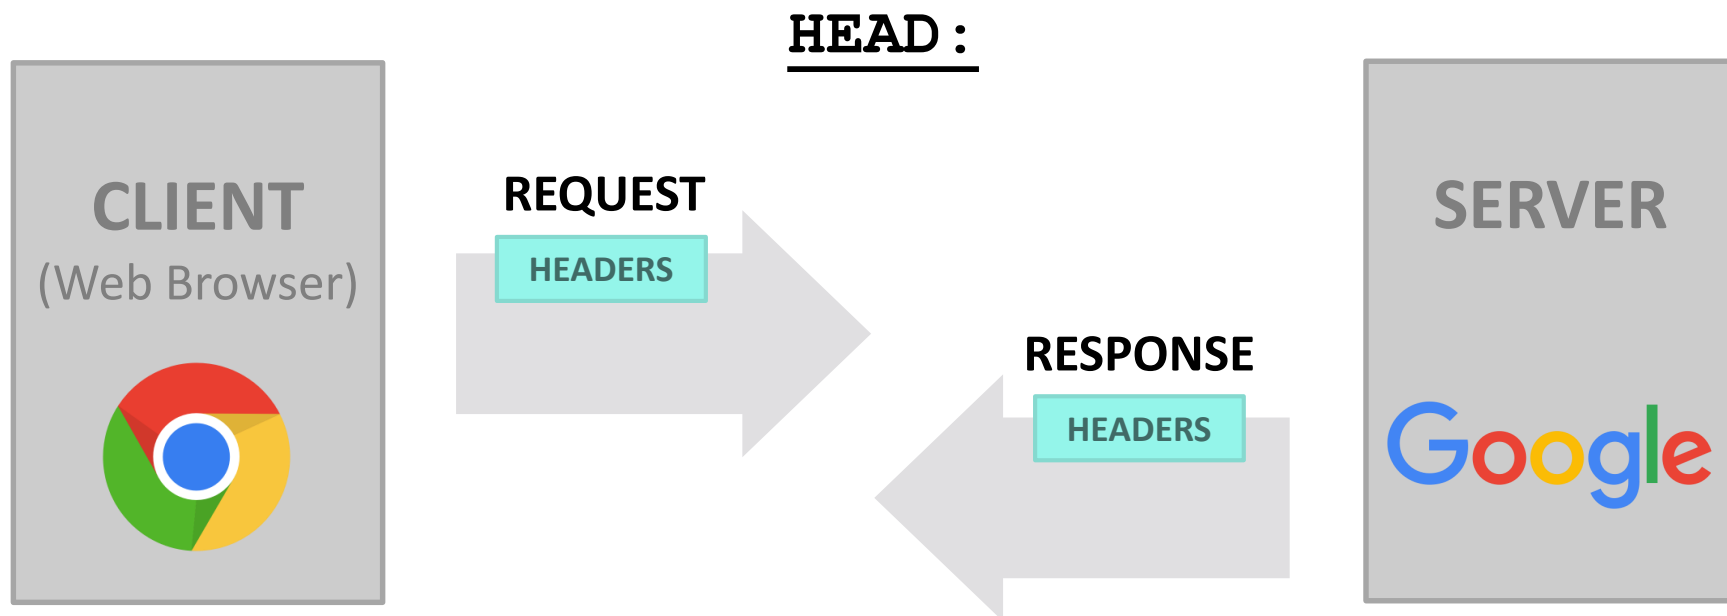 HEAD:
CLIENT
(Web Browser)
REQUEST
HEADERS
RESPONSE
HEADERS
SERVER
Google